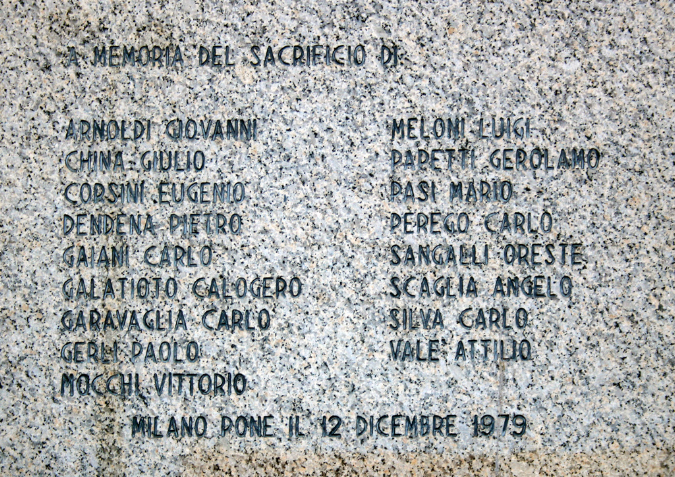 A MEMORIA DEL SACRIFICIO DI:
ARNOLDI GIOVANNI
CHINA GIULIO
CORSINI EUGENIO
DENDENA PIETRO
GAIANI CARLO
GALATIOTO CALOGERO
GARAVAGLIA CARLO
GERLI PAOLO
MOCCHI VITTORIO
MELONI LUIGI
PAPETTI GEROLAMO
PASI MARIO
PEREGO CARLO
SANGALLI ORESTE
SCAGLIA ANGELO
SILVA CARLO
VALE' ATTILIO
MILANO PONE IL 12 DICEMBRE 1979